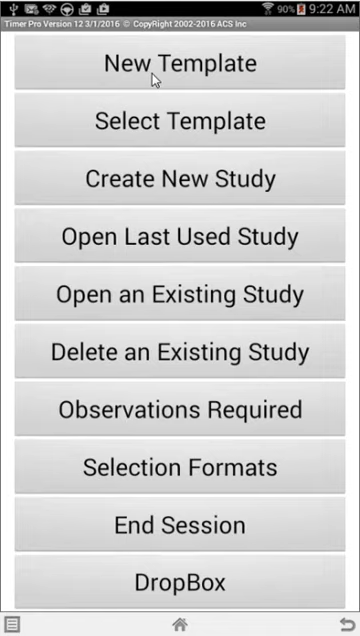 90% 9:22 AM
Timer Pro Version 12 3/1/2016 © CopyRight 2002-2016 ACS Inc
New Template
Select Template
Create New Study
Open Last Used Study
Open an Existing Study
Delete an Existing Study
Observations Required
Selection Formats
End Session
DropBox